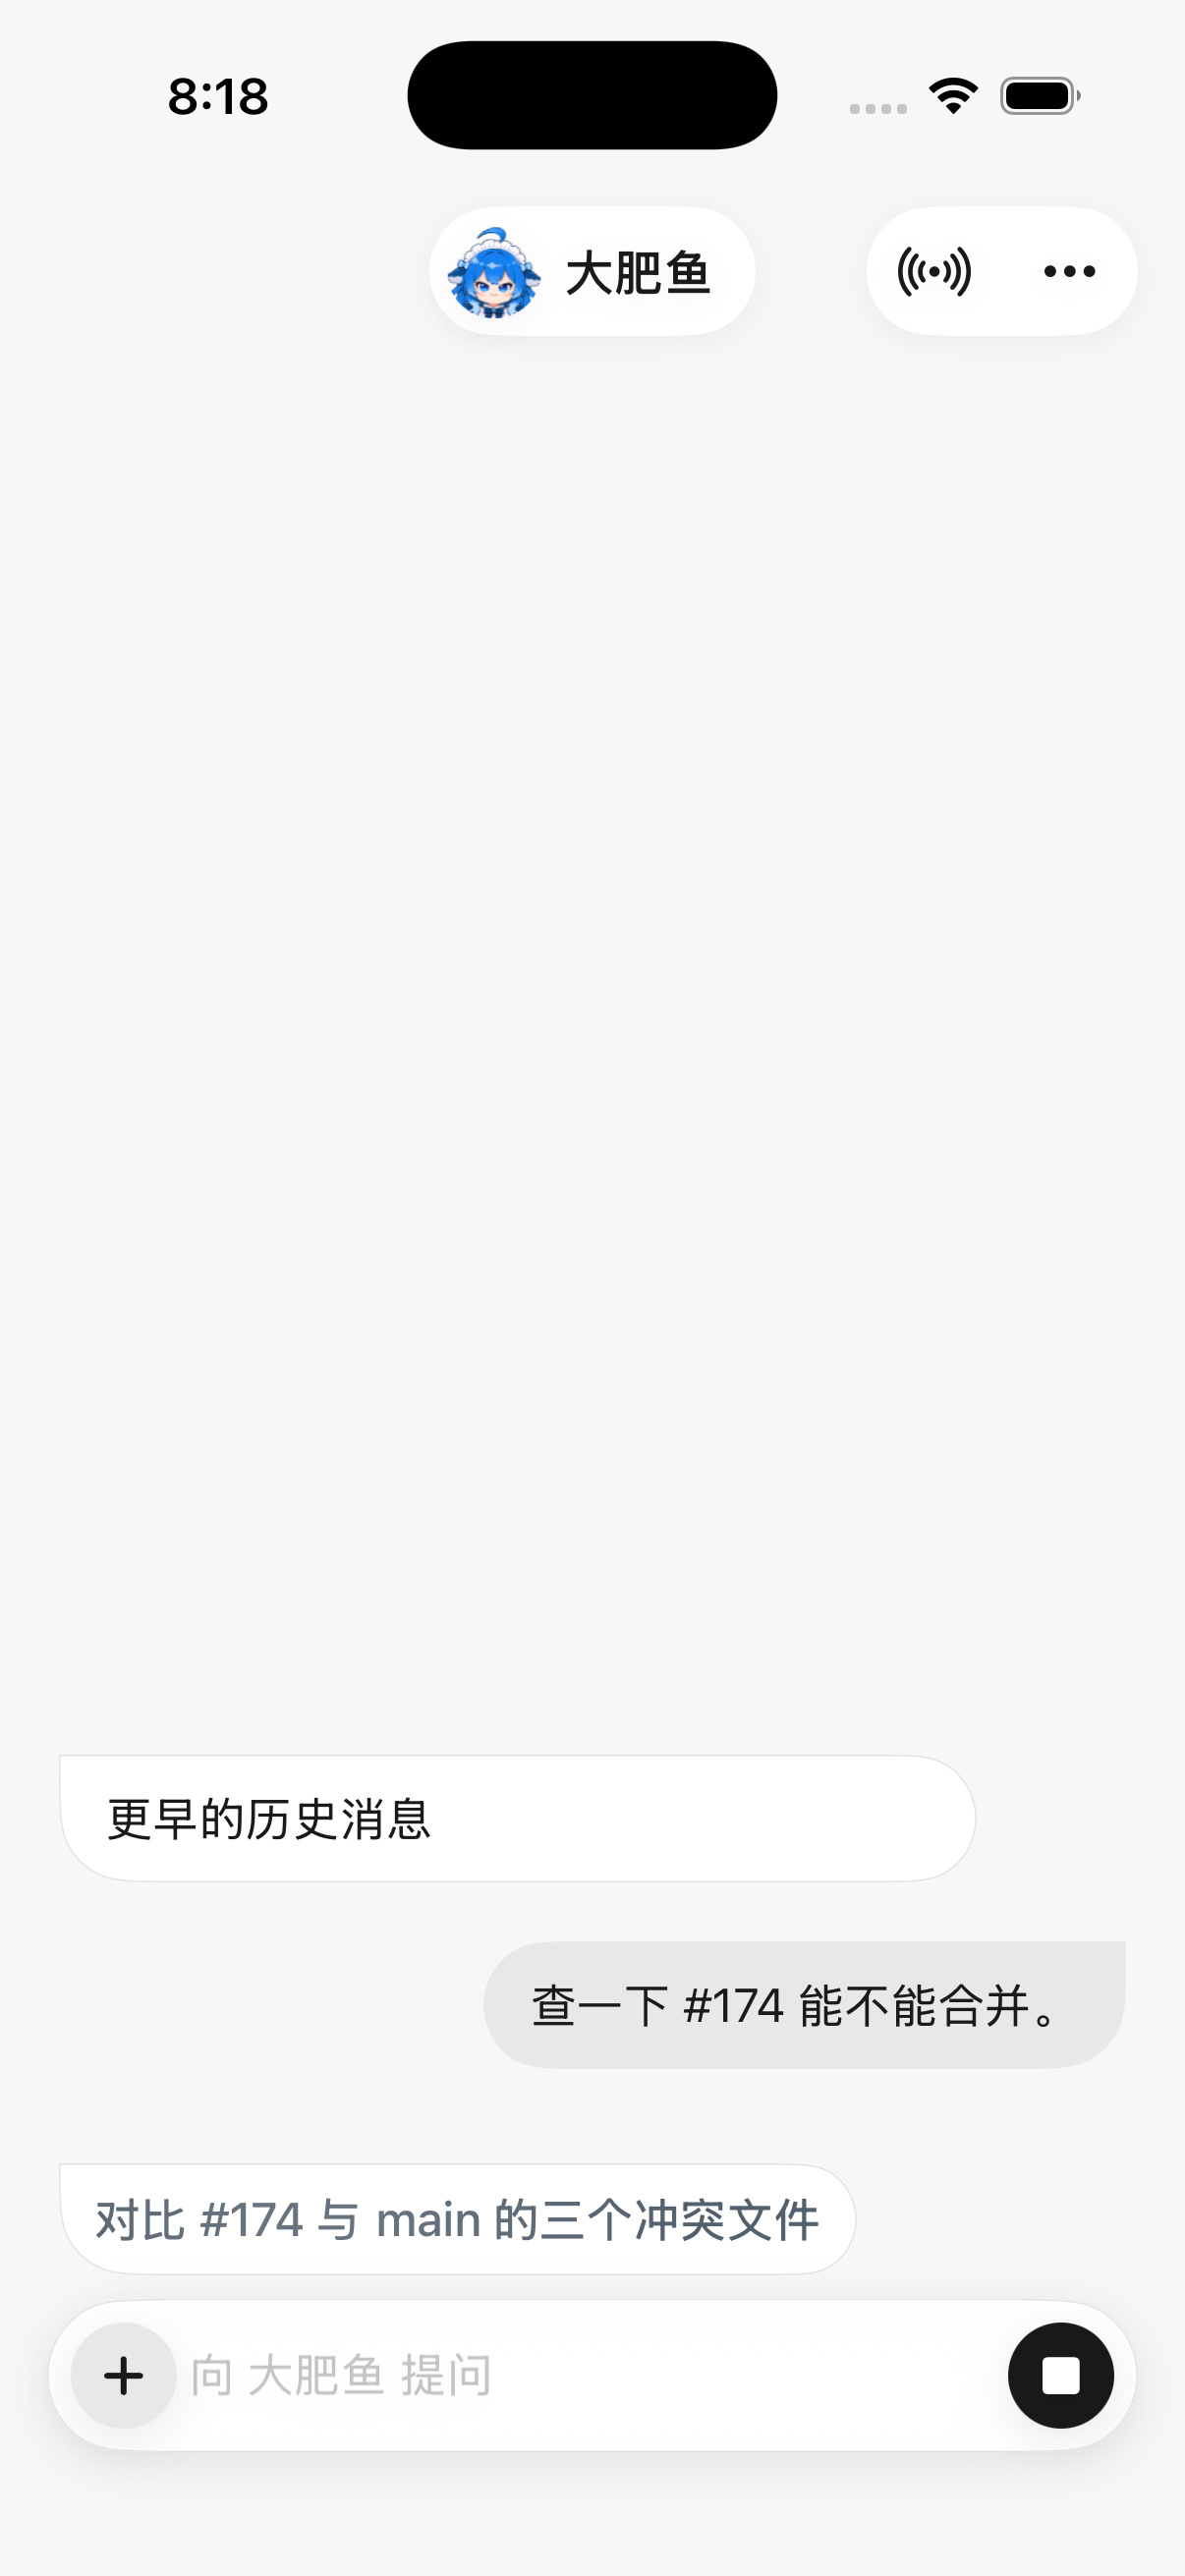 8:18
大肥鱼
更早的历史消息
查一下 #174 能不能合并。
对比 #174 与 main 的三个冲突文件
向 大肥鱼 提问